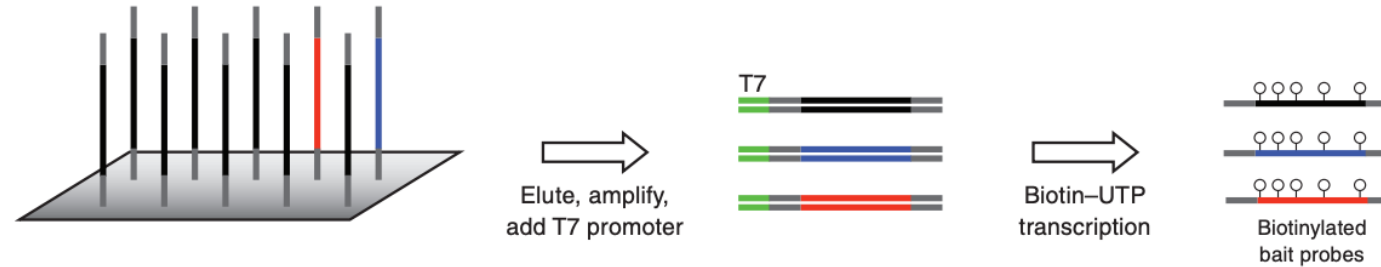 T7
Elute, amplify,
add T7 promoter
Biotin–UTP
transcription
Biotinylated
bait probes